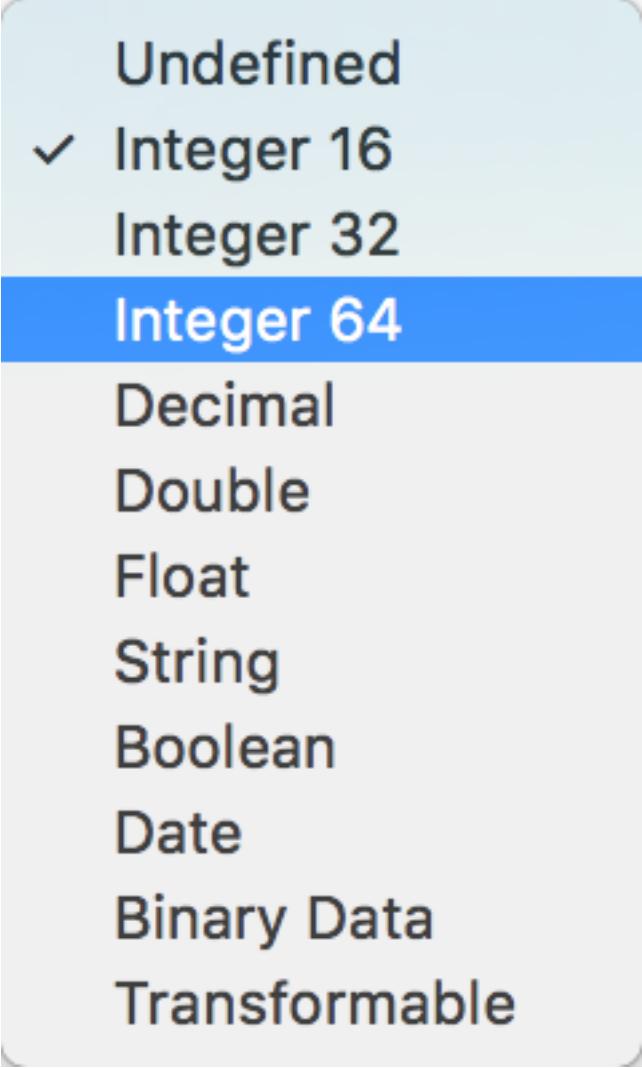 Undefined
✓ Integer 16
Integer 32
Integer 64
Decimal
Double
Float
String
Boolean
Date
Binary Data
Transformable